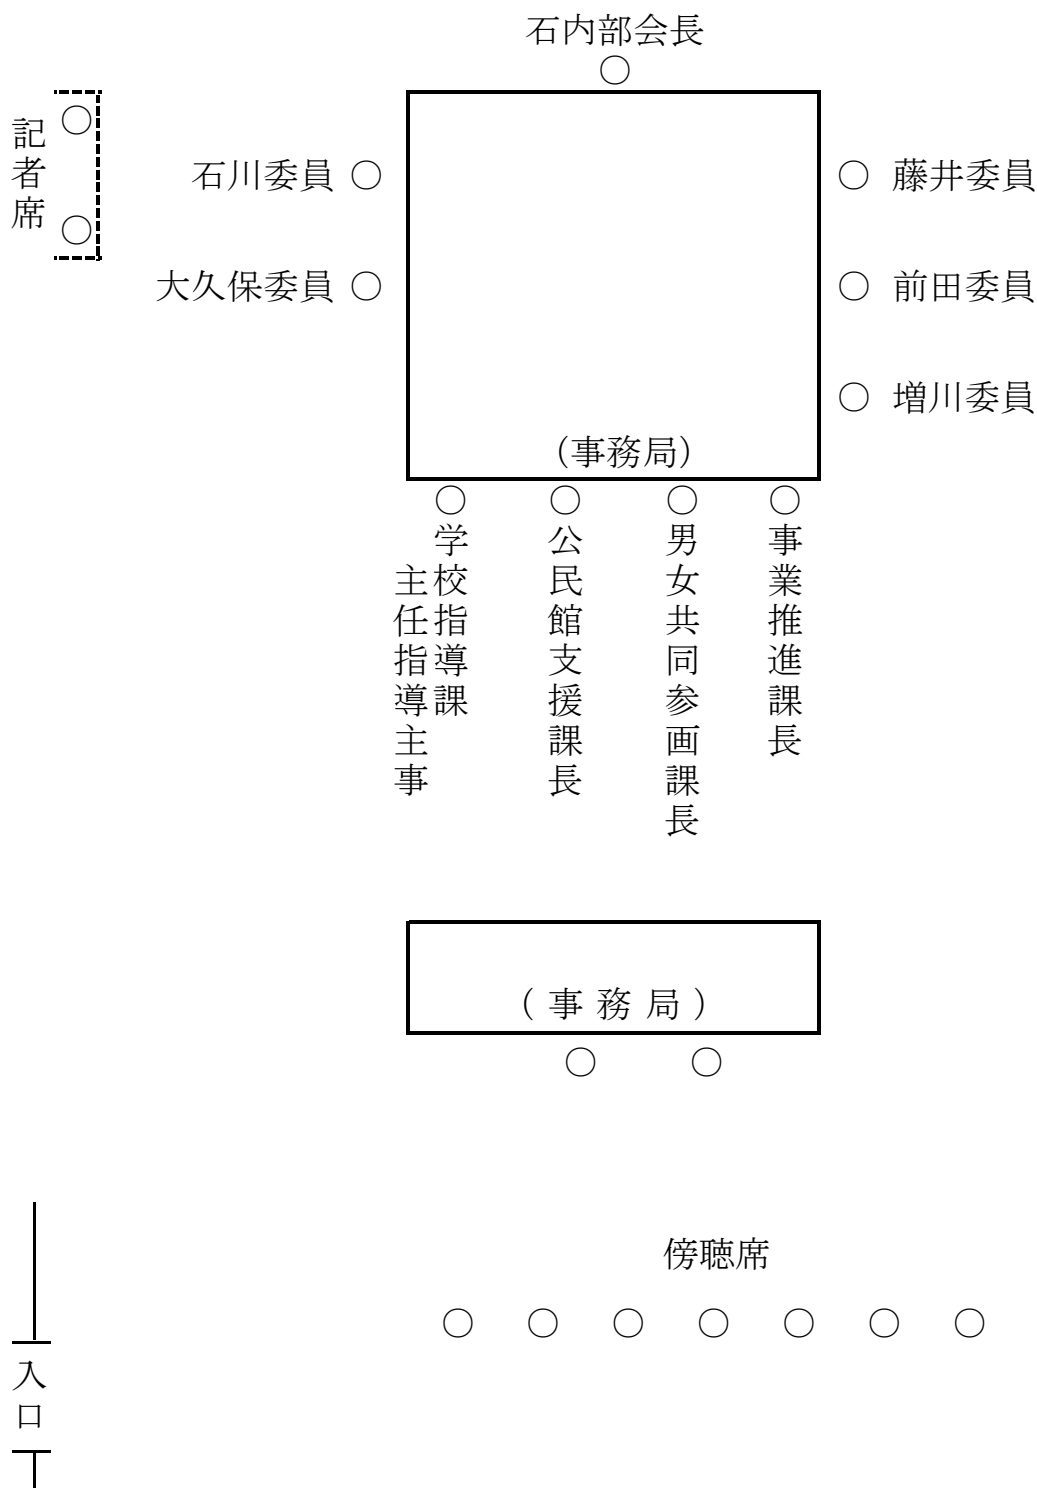 石内部会長
○
記者席
○
○
石川委員 ○
○ 藤井委員
大久保委員 ○
○ 前田委員
○ 増川委員
(事務局)
○ ○ ○ ○
学校指導課
主任指導主事
公民館支援課長
男女共同参画課長
事業推進課長
(事務局)
○ ○
傍聴席
○ ○ ○ ○ ○ ○ ○
入口